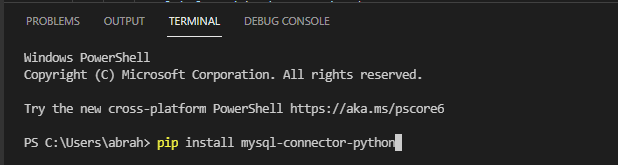 PROBLEMS OUTPUT TERMINAL DEBUG CONSOLE
Windows PowerShell
Copyright (C) Microsoft Corporation. All rights reserved.
Try the new cross-platform PowerShell https://aka.ms/pscore6
PS C:\Users\abrah> pip install mysql-connector-python